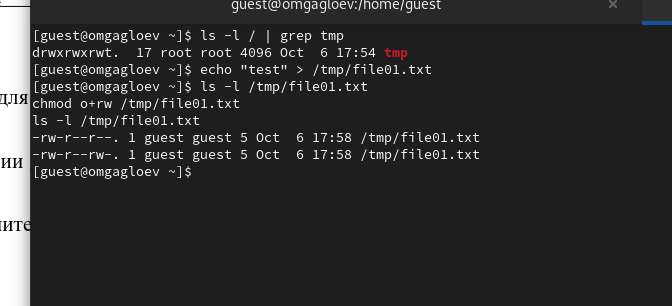 guest@omgagloev:/home/guest
×
[guest@omgagloev ~]$ ls -l / | grep tmp
drwxrwxrwt.  17 root root 4096 Oct  6 17:54 tmp
[guest@omgagloev ~]$ echo "test" > /tmp/file01.txt
[guest@omgagloev ~]$ ls -l /tmp/file01.txt
для
chmod o+rw /tmp/file01.txt
ls -l /tmp/file01.txt
-rw-r--r--. 1 guest guest 5 Oct  6 17:58 /tmp/file01.txt
-rw-r--rw-. 1 guest guest 5 Oct  6 17:58 /tmp/file01.txt
ии
[guest@omgagloev ~]$
ните